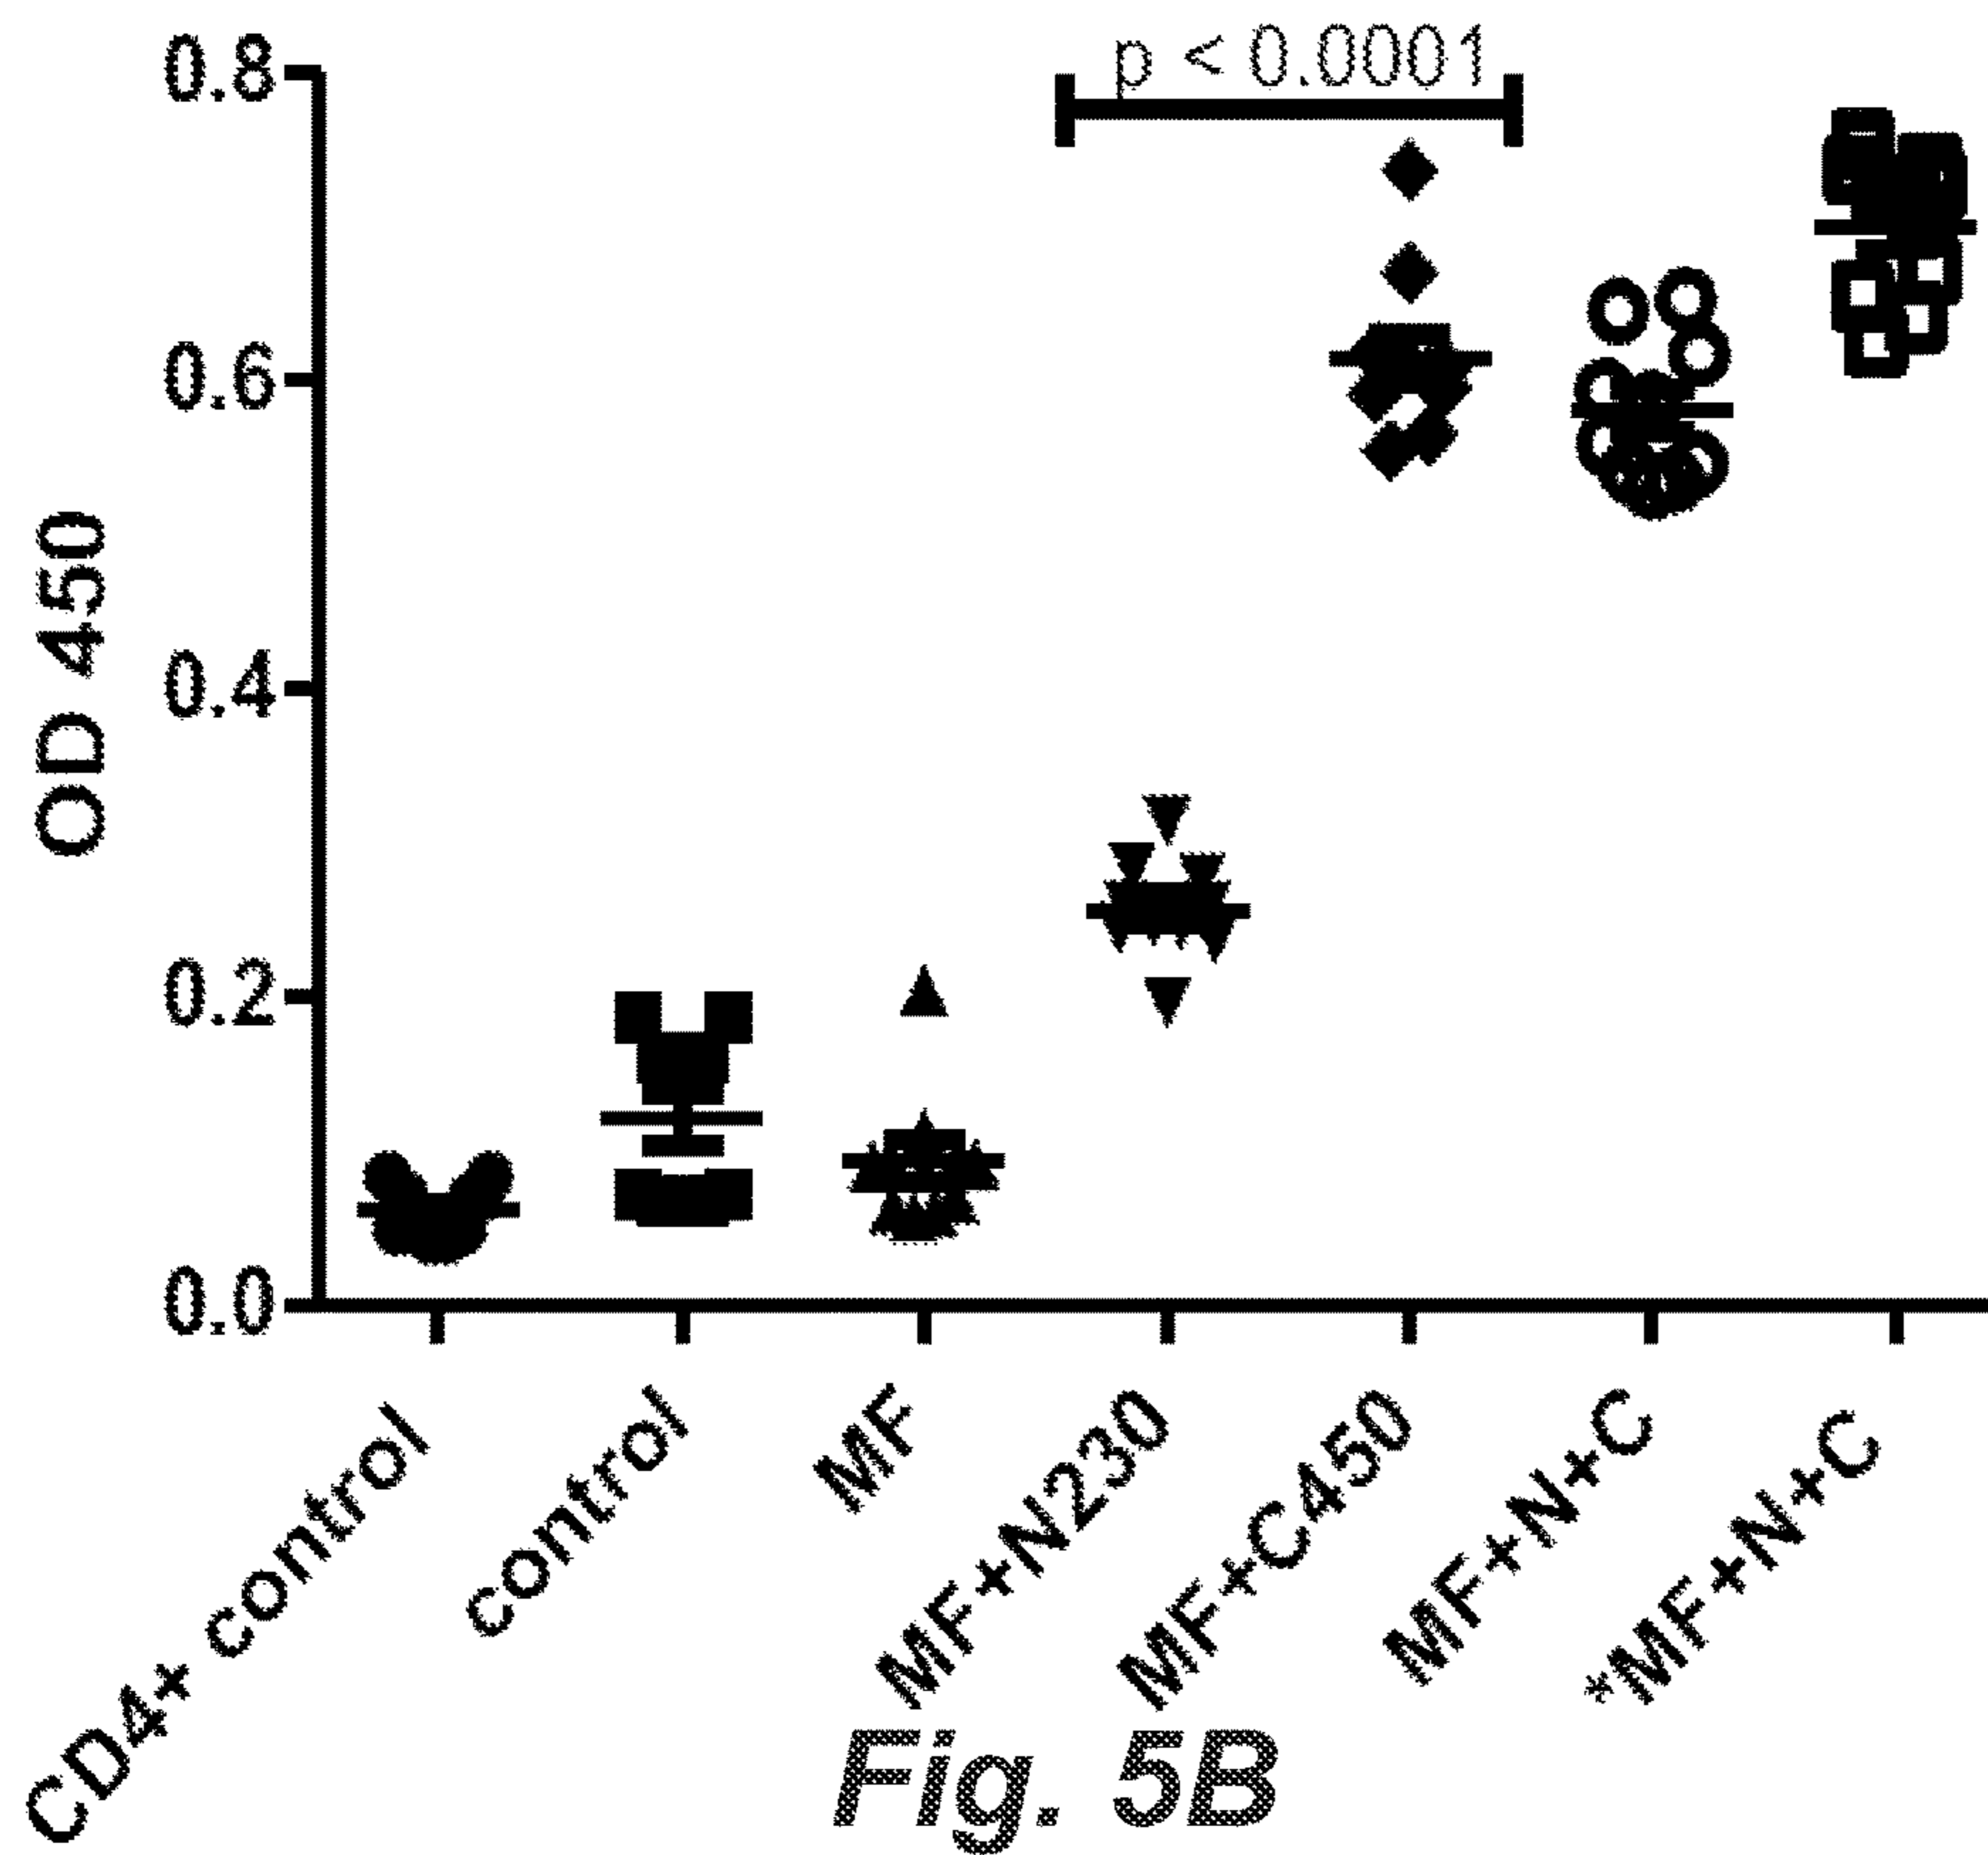 p < 0.0001
0.8
0.6
0.4
0.2
0.0
OD 450
CD4+ control
control
MF
MF+N230
MF+C450
MF+N+C
*MF+N+C
Fig. 5B